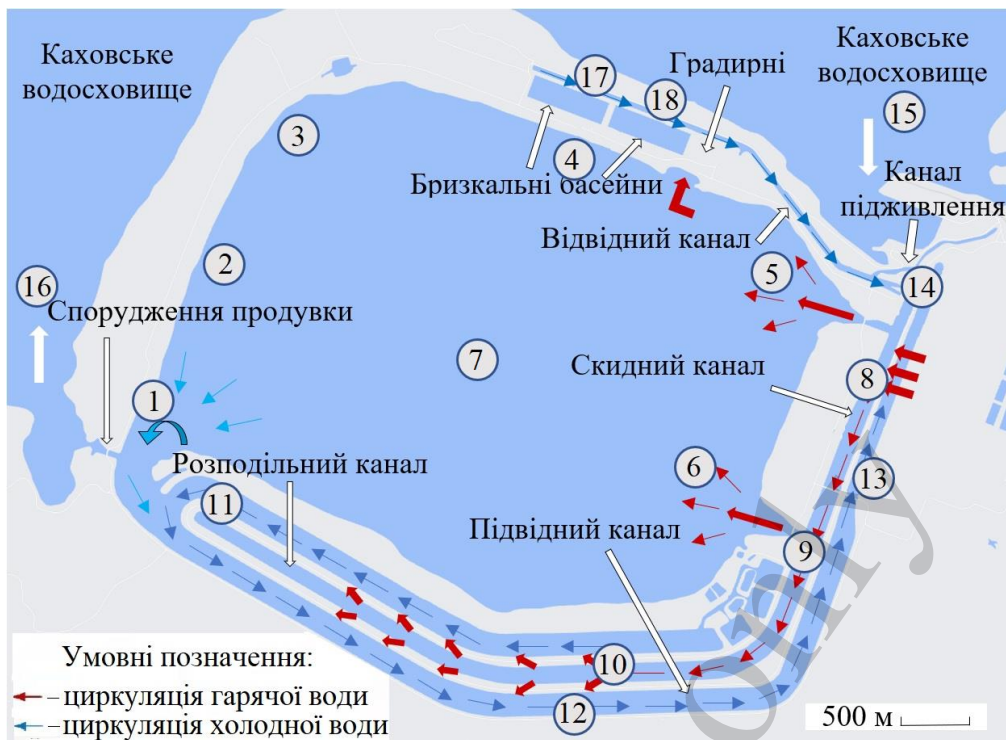 Каховське
водосховище
Каховське
водосховище
Градирні
17
18
15
3
4
Бризкальні басейни
Канал
підживлення
Відвідний канал
2
5
14
16
Спорудження продувки
7
Скидний канал
8
1
Розподільний канал
6
13
11
Підвідний канал
9
10
12
Умовні позначення:
– циркуляція гарячої води
– циркуляція холодної води
500 м
only